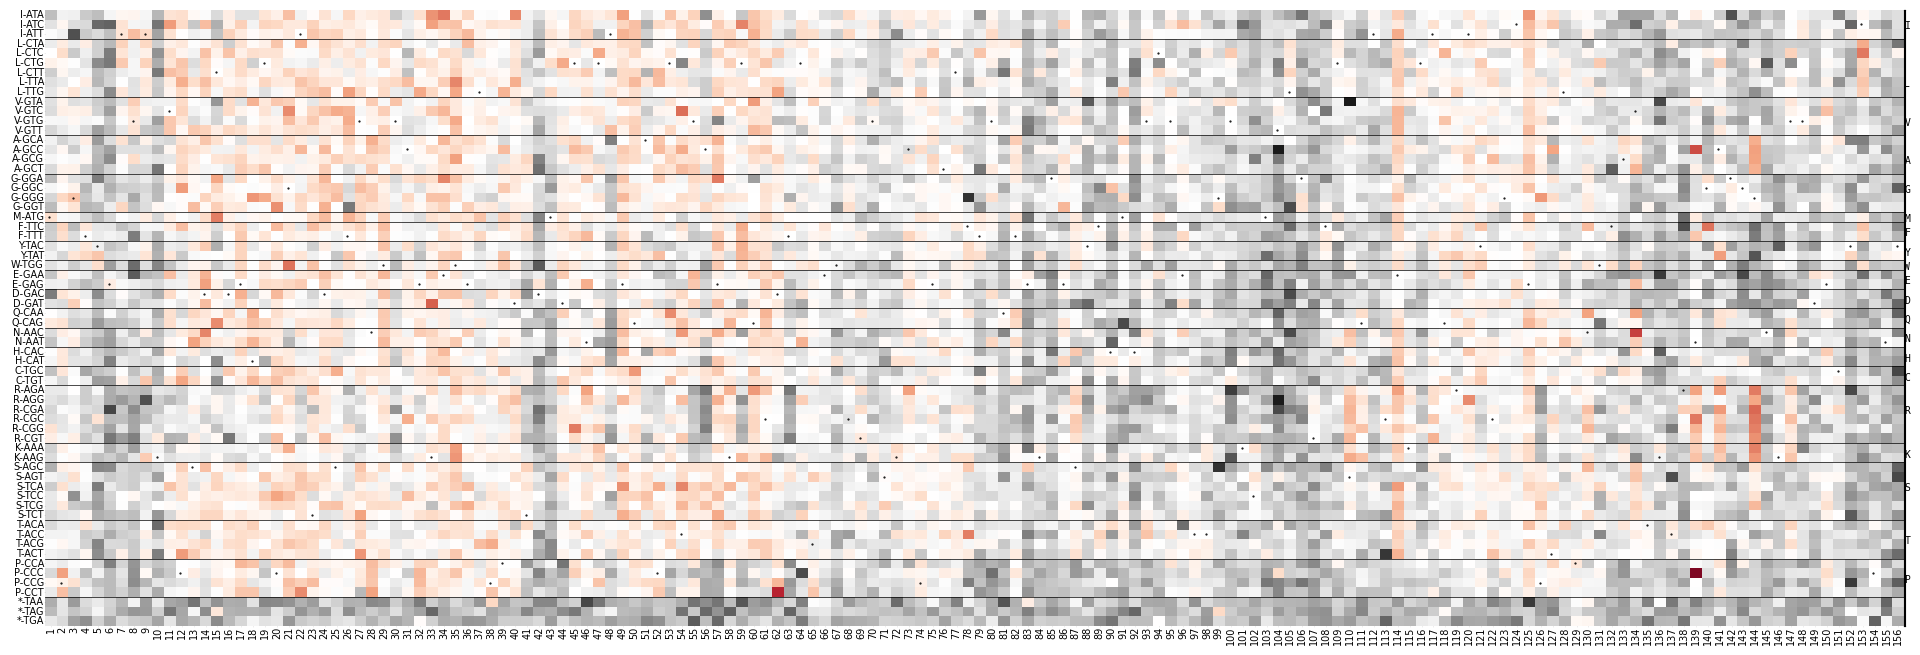 I-ATA
I-ATC
I-ATT
L-CTA
L-CTC
L-CTG
L-CTT
L-TTA
L-TTG
V-GTA
V-GTC
V-GTG
V-GTT
A-GCA
A-GCC
A-GCG
A-GCT
G-GGA
G-GGC
G-GGG
G-GGT
M-ATG
F-TTC
F-TTT
Y-TAC
Y-TAT
W-TGG
E-GAA
E-GAG
D-GAC
D-GAT
Q-CAA
Q-CAG
N-AAC
N-AAT
H-CAC
H-CAT
C-TGC
C-TGT
R-AGA
R-AGG
R-CGA
R-CGC
R-CGG
R-CGT
K-AAA
K-AAG
S-AGC
S-AGT
S-TCA
S-TCC
S-TCG
S-TCT
T-ACA
T-ACC
T-ACG
T-ACT
P-CCA
P-CCC
P-CCG
P-CCT
*-TAA
*-TAG
*-TGA
I
L
V
A
G
M
F
Y
W
E
D
Q
N
H
C
R
K
S
T
P
1 2 3 4 5 6 7 8 9 10 11 12 13 14 15 16 17 18 19 20 21 22 23 24 25 26 27 28 29 30 31 32 33 34 35 36 37 38 39 40 41 42 43 44 45 46 47 48 49 50 51 52 53 54 55 56 57 58 59 60 61 62 63 64 65 66 67 68 69 70 71 72 73 74 75 76 77 78 79 80 81 82 83 84 85 86 87 88 89 90 91 92 93 94 95 96 97 98 99 100 101 102 103 104 105 106 107 108 109 110 111 112 113 114 115 116 117 118 119 120 121 122 123 124 125 126 127 128 129 130 131 132 133 134 135 136 137 138 139 140 141 142 143 144 145 146 147 148 149 150 151 152 153 154 155 156